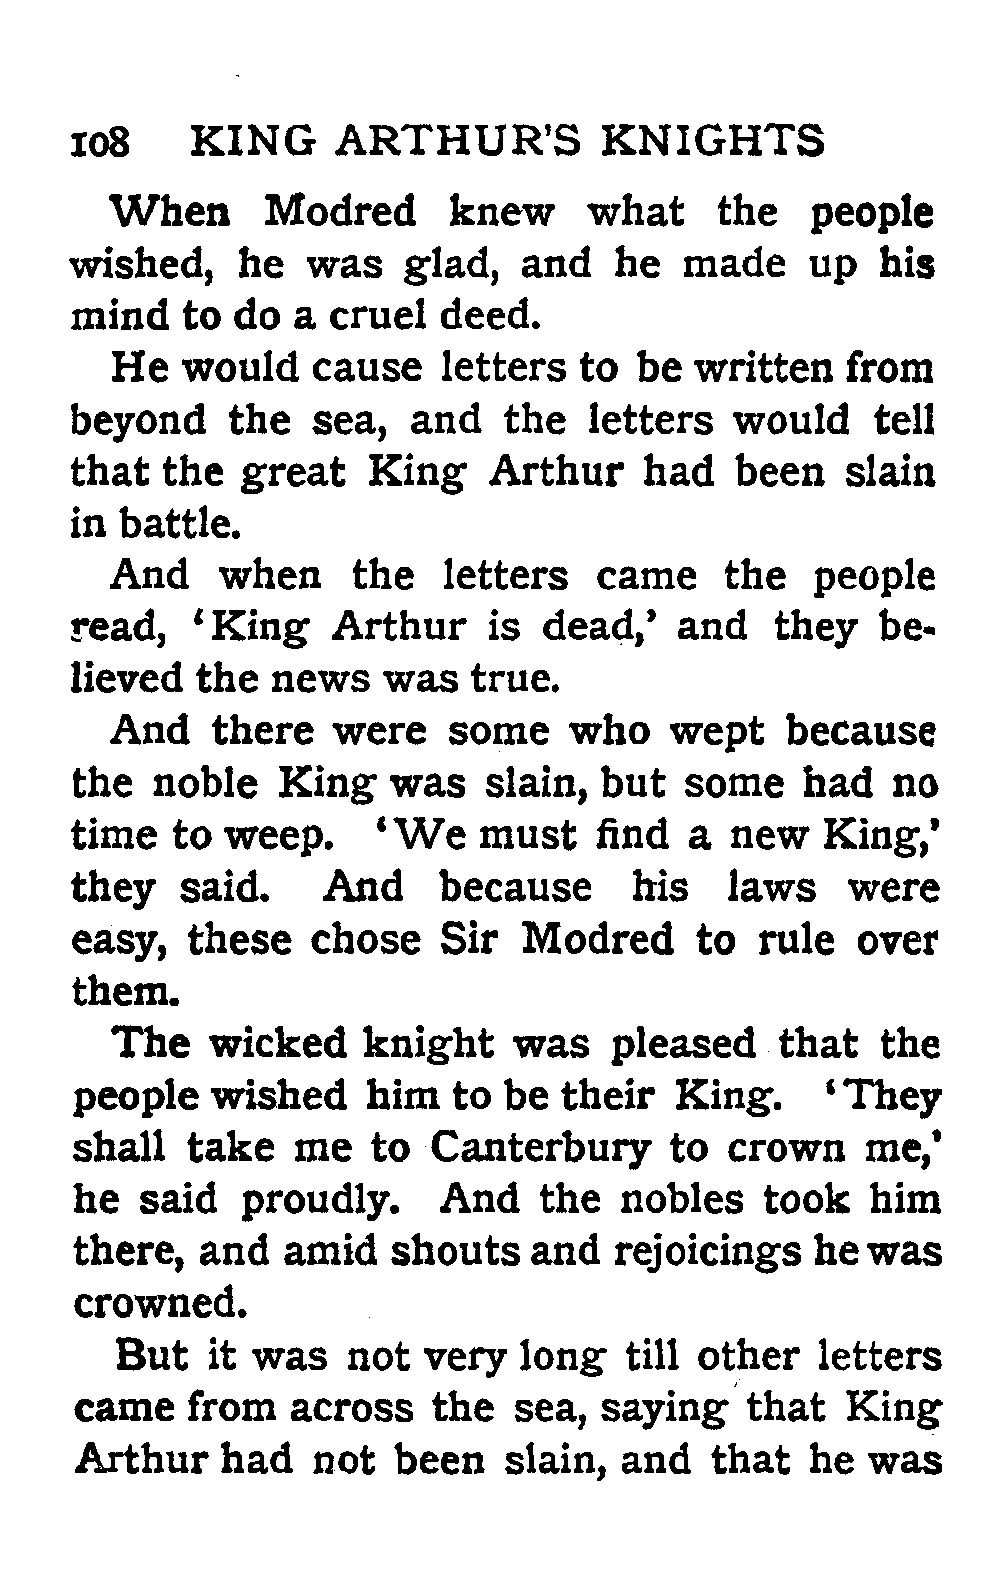 108 KING ARTHUR'S KNIGHTS
When Modred knew what the people
wished, he was glad, and he made up his
mind to do a cruel deed.
He would cause letters to be written from
beyond the sea, and the letters would tell
that the great King Arthur had been slain
in battle.
And when the letters came the people
read, ‘King Arthur is dead,’ and they be-
lieved the news was true.
And there were some who wept because
the noble King was slain, but some had no
time to weep. ‘We must find a new King,’
they said. And because his laws were
easy, these chose Sir Modred to rule over
them.
The wicked knight was pleased that the
people wished him to be their King. ‘They
shall take me to Canterbury to crown me,’
he said proudly. And the nobles took him
there, and amid shouts and rejoicings he was
crowned.
But it was not very long till other letters
came from across the sea, saying that King
Arthur had not been slain, and that he was